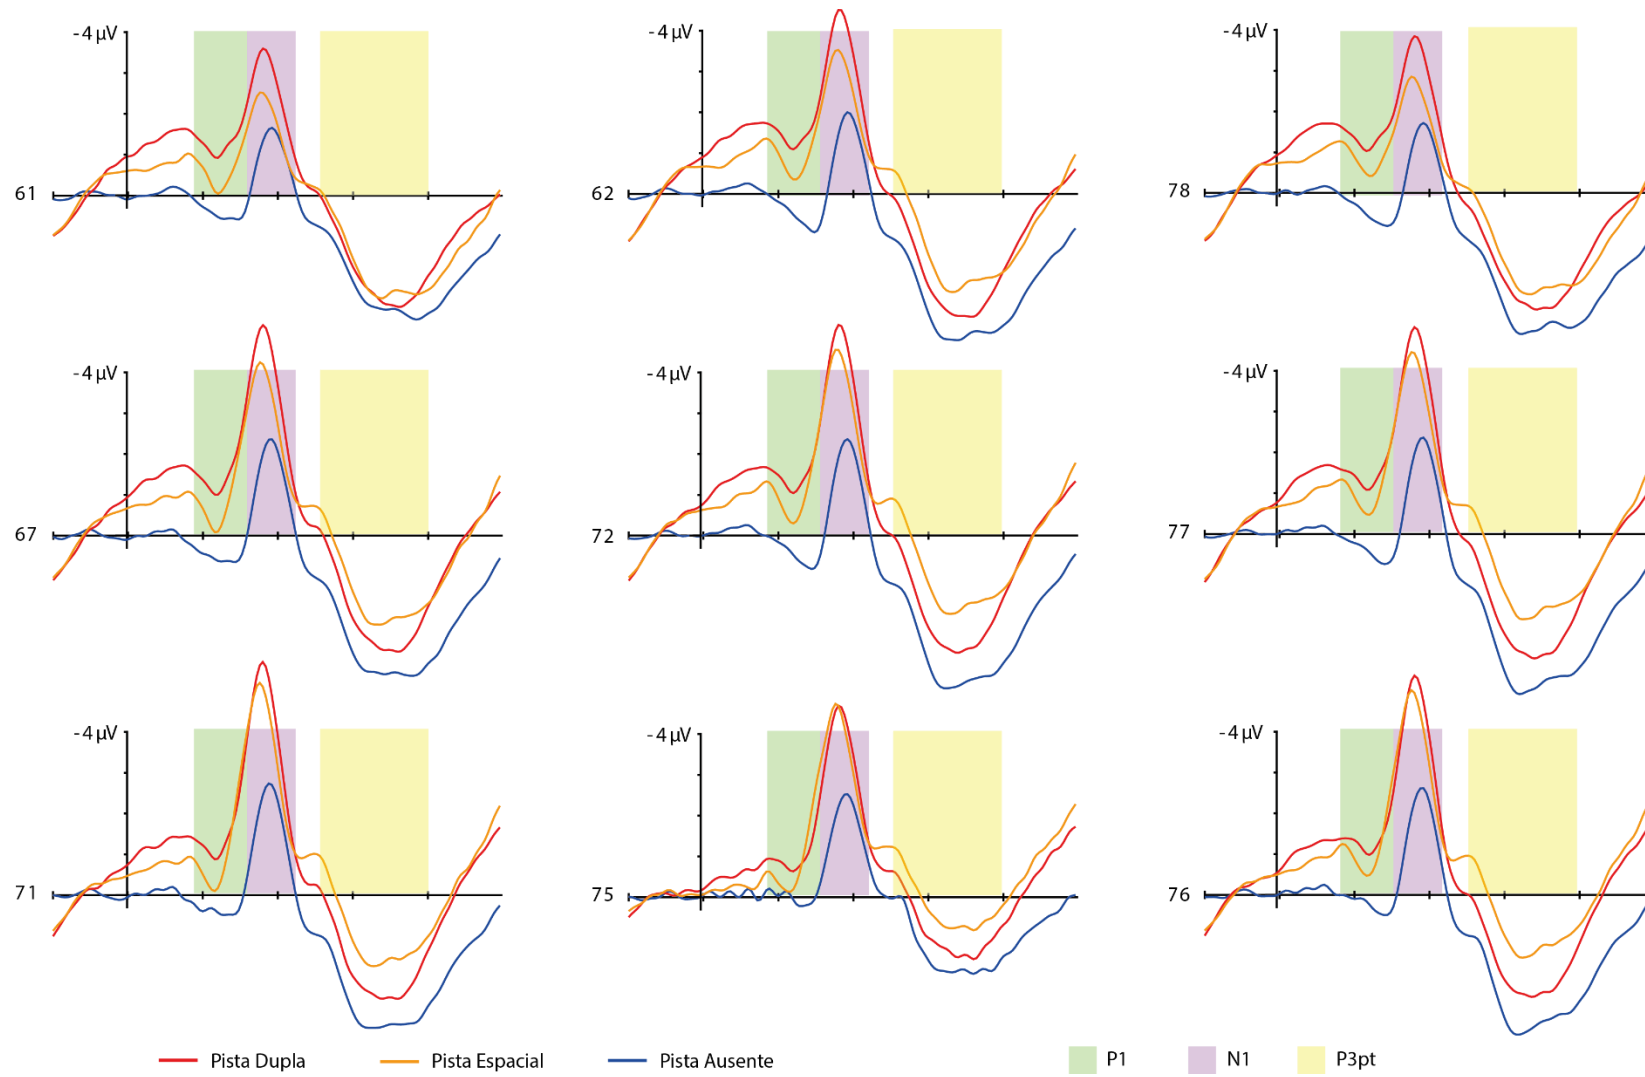 -4 µV -4 µV -4 µV
61 62 78
-4 µV -4 µV -4 µV
67 72 77
-4 µV -4 µV -4 µV
71 75 76
Pista Dupla Pista Espacial Pista Ausente P1 N1 P3pt